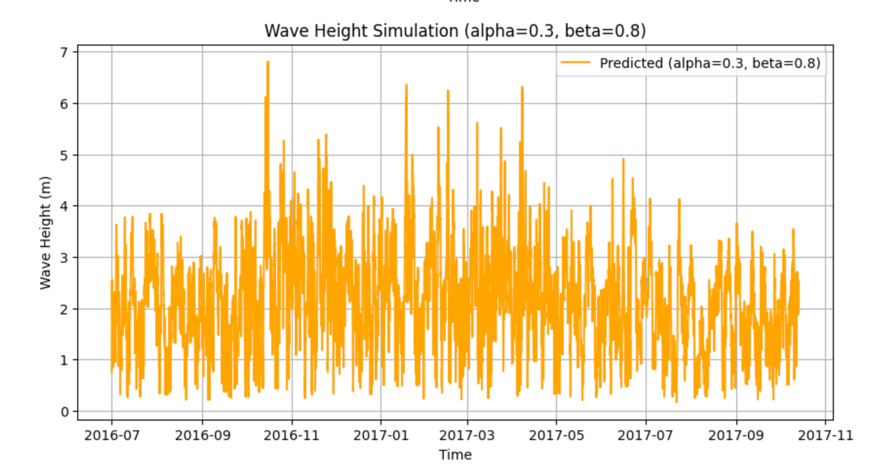 Time
Wave Height Simulation (alpha=0.3, beta=0.8)
Predicted (alpha=0.3, beta=0.8)
Wave Height (m)
7
6
5
4
3
2
1
0
2016-07 2016-09 2016-11 2017-01 2017-03 2017-05 2017-07 2017-09 2017-11
Time